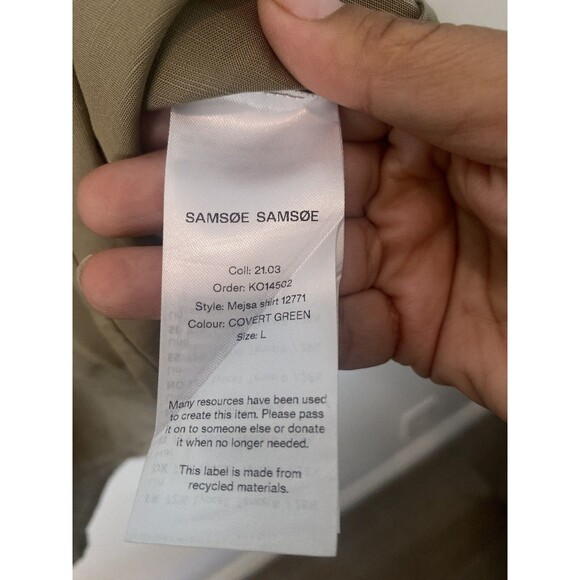 SAMSØE SAMSØE
Coll: 21.03
Order: KO14502
Style: Mejsa shirt 12771
Colour: COVERT GREEN
Size: L
Many resources have been used
to create this item. Please pass
it on to someone else or donate
it when no longer needed.
This label is made from
recycled materials.